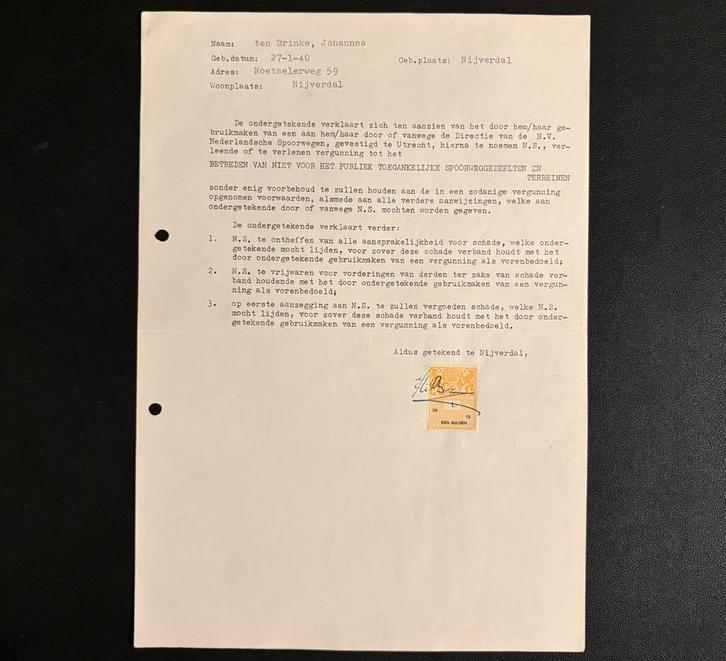 Naam: ten Brinke, Johannes
Geb.datum: 27-1-40 Geb.plaats: Nijverdal
Adres: Noetselerweg 59
Woonplaats: Nijverdal
De ondergetekende verklaart zich ten aanzien van het door hem/haar ge-
bruikmaken van een aan hem/haar door of vanwege de Directie van de N.V.
Nederlandsche Spoorwegen, gevestigd te Utrecht, hierna te noemen N.S., ver-
leende of te verlenen vergunning tot het
BETREDEN VAN NIET VOOR HET PUBLIEK TOEGANKELIJKE SPOORWEGGEDEELTEN EN
TERREINEN
zonder enig voorbehoud te zullen houden aan de in een zodanige vergunning
opgenomen voorwaarden, alsmede aan alle verdere aanwijzingen, welke aan
ondergetekende door of vanwege N.S. mochten worden gegeven.
De ondergetekende verklaart verder:
1. N.S. te ontheffen van alle aansprakelijkheid voor schade, welke onder-
getekende mocht lijden, voor zover deze schade verband houdt met het
door ondergetekende gebruikmaken van een vergunning als vorenbedoeld;
2. N.S. te vrijwaren voor vorderingen van derden ter zake van schade ver-
band houdende met het door ondergetekende gebruikmaken van een vergun-
ning als vorenbedoeld;
3. op eerste aanzegging aan N.S. te zullen vergoeden schade, welke N.S.
mocht lijden, voor zover deze schade verband houdt met het door onder-
getekende gebruikmaken van een vergunning als vorenbedoeld.
Aldus getekend te Nijverdal,
de 19
EEN GULDEN